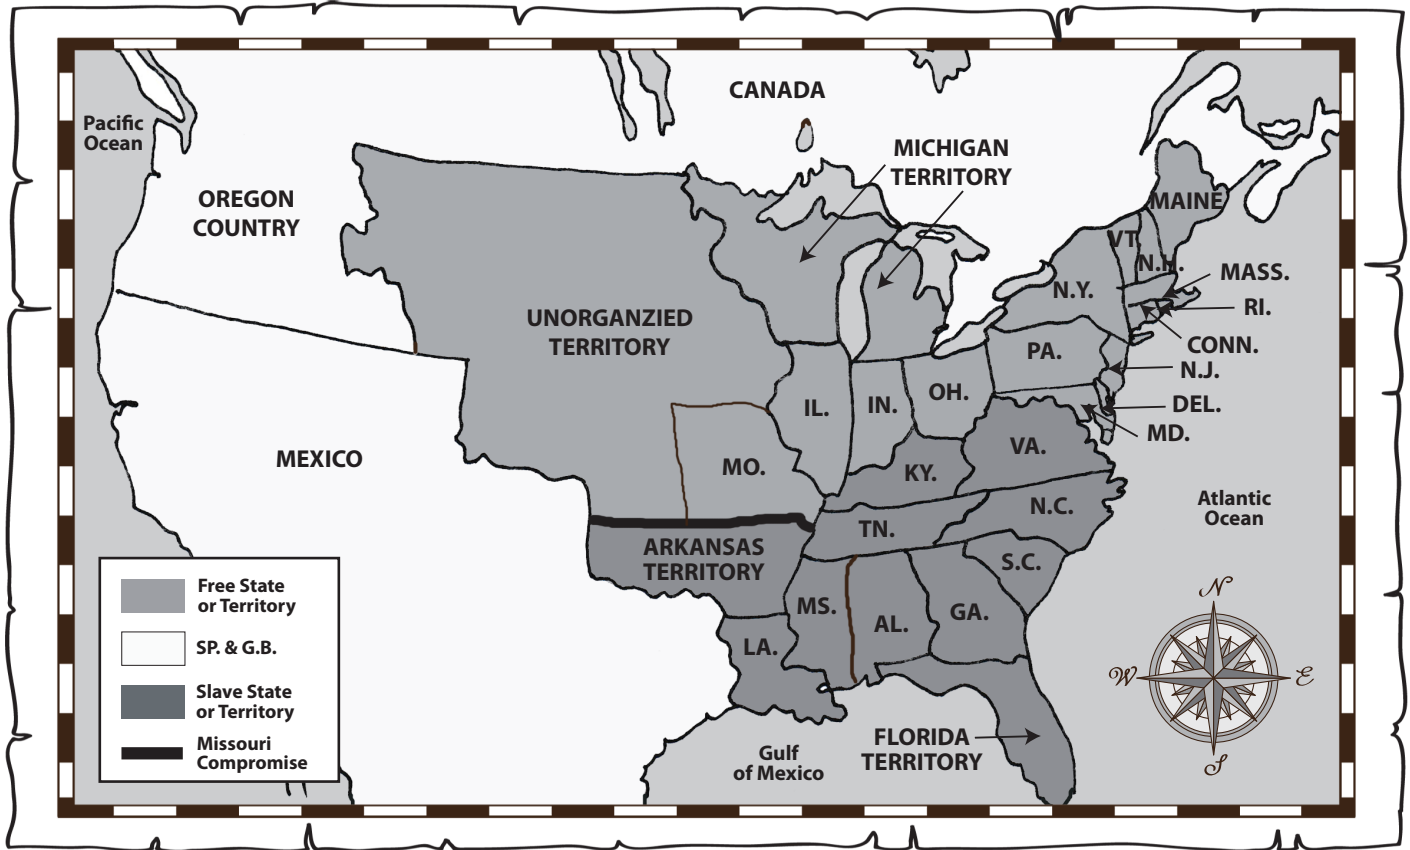 CANADA
Pacific
Ocean
MICHIGAN
TERRITORY
OREGON
COUNTRY
MAINE
VT.
N.H.
MASS.
N.Y.
RI.
UNORGANZIED
TERRITORY
CONN.
PA.
N.J.
IL.
IN.
OH.
DEL.
MD.
MEXICO
MO.
KY.
VA.
Atlantic
Ocean
N.C.
TN.
ARKANSAS
TERRITORY
S.C.
MS.
AL.
GA.
LA.
FLORIDA
TERRITORY
Gulf
of Mexico
Free State
or Territory
SP. & G.B.
Slave State
or Territory
Missouri
Compromise
N
W
E
S